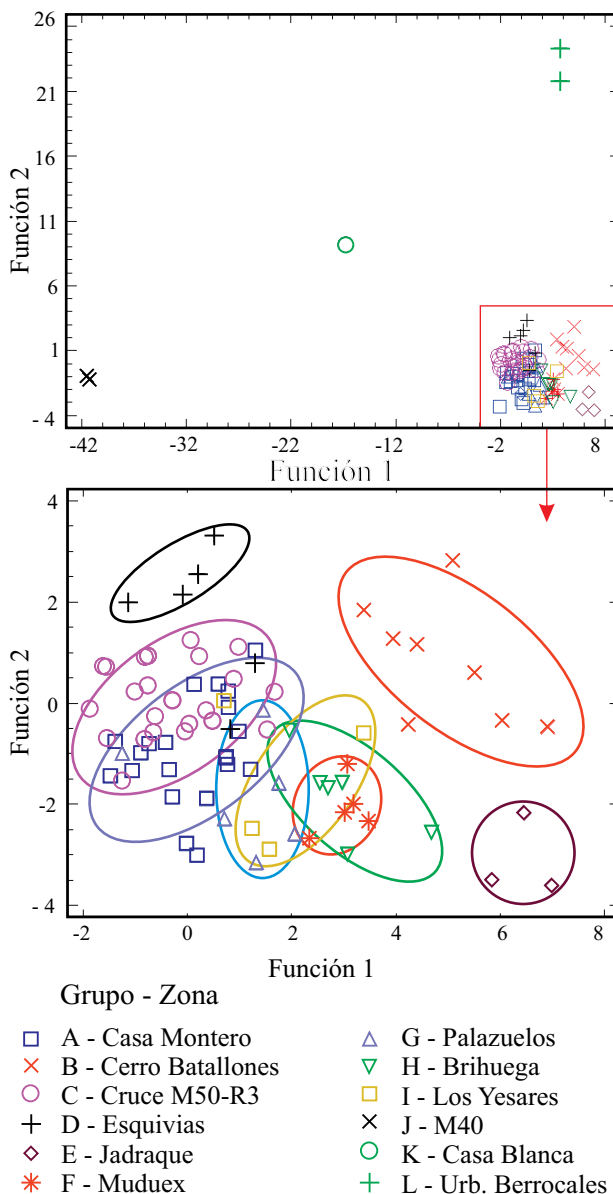 26
21
16
11
6
1
- 4
Función 2
-42
-32
-22
-12
-2
8
Función 1
4
2
0
- 2
- 4
Función 2
-2
0
2
4
6
8
Función 1
Grupo - Zona
A - Casa Montero
B - Cerro Batallones
C - Cruce M50-R3
D - Esquivias
E - Jadraque
F - Muduex
G - Palazuelos
H - Brihuega
I - Los Yesares
J - M40
K - Casa Blanca
L - Urb. Berrocales